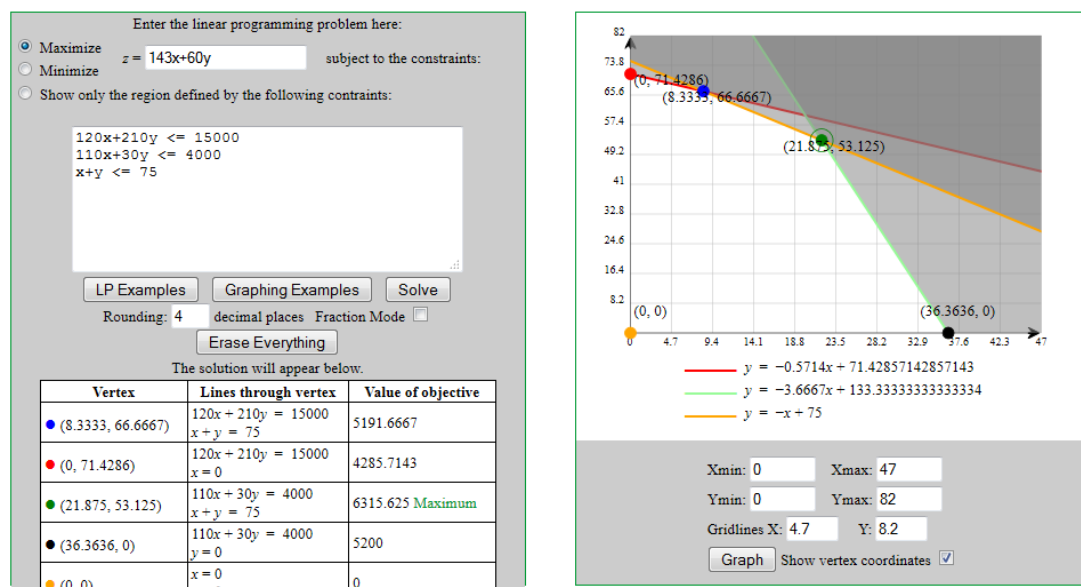 Enter the linear programming problem here:
Maximize
z = 143x+60y subject to the constraints:
Minimize
Show only the region defined by the following contraints:
120x+210y <= 15000
110x+30y <= 4000
x+y <= 75
LP Examples Graphing Examples Solve
Rounding: 4 decimal places Fraction Mode
Erase Everything
The solution will appear below.
Vertex Lines through vertex Value of objective
(8.3333, 66.6667) 120x + 210y = 15000 5191.6667
x + y = 75
(0, 71.4286) 120x + 210y = 15000 4285.7143
x = 0
(21.875, 53.125) 110x + 30y = 4000 6315.625 Maximum
x + y = 75
(36.3636, 0) 110x + 30y = 4000 5200
y = 0
(0, 0) x = 0 0
82
73.8
65.6
57.4
49.2
41
32.8
24.6
16.4
8.2
(0, 71.4286)
(8.3333, 66.6667)
(21.875, 53.125)
(0, 0)
(36.3636, 0)
0 4.7 9.4 14.1 18.8 23.5 28.2 32.9 37.6 42.3 47
y = −0.5714x + 71.42857142857143
y = −3.6667x + 133.33333333333334
y = −x + 75
Xmin: 0 Xmax: 47
Ymin: 0 Ymax: 82
Gridlines X: 4.7 Y: 8.2
Graph Show vertex coordinates